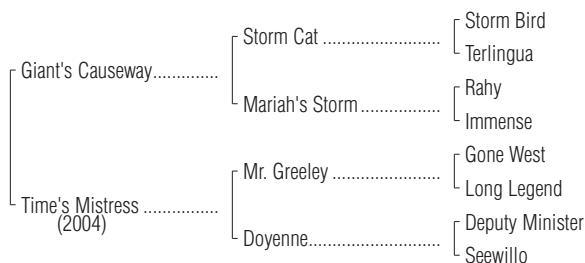 Storm Bird
Storm Cat ..............................
Terlingua
Giant's Causeway.................
Rahy
Mariah's Storm .....................
Immense
Gone West
Mr. Greeley ...........................
Long Legend
Time's Mistress ...................
(2004)
Deputy Minister
Doyenne.................................
Seewillo